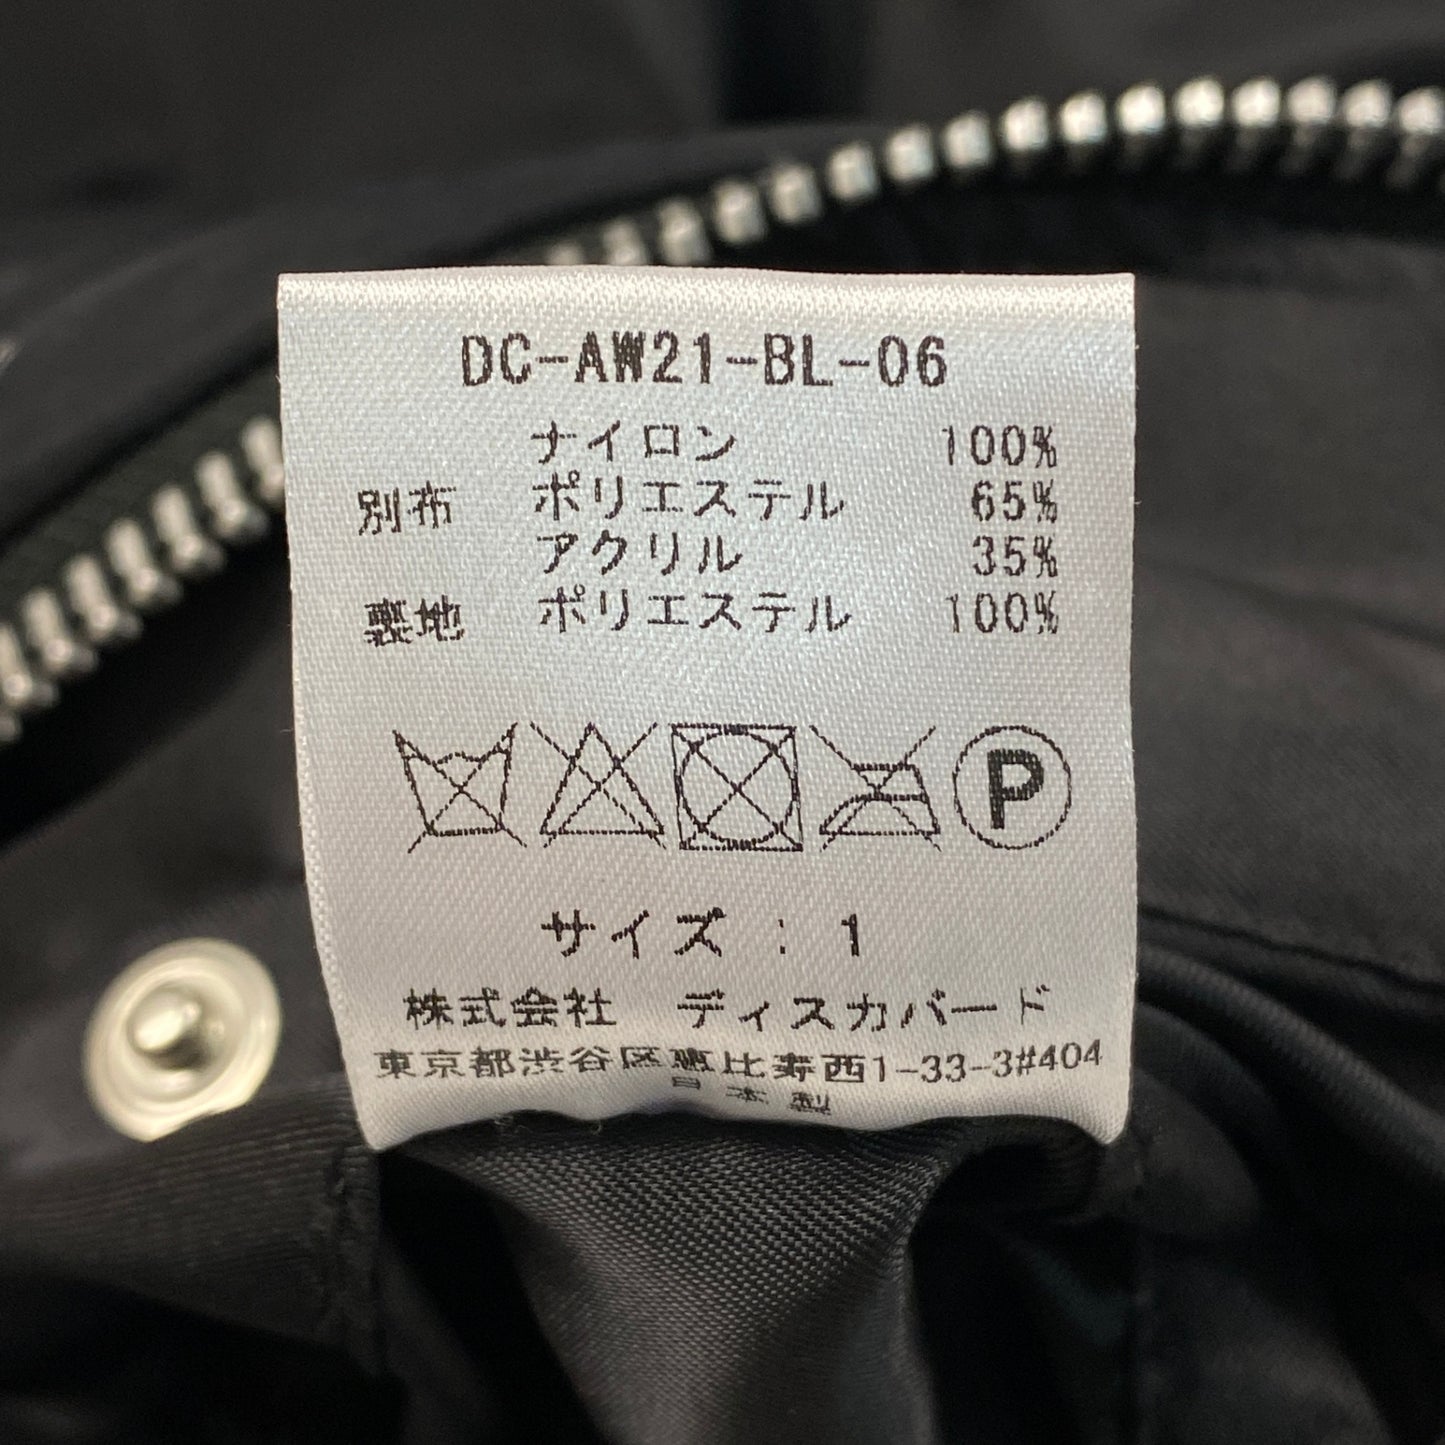 DC-AW21-BL-06
ナイロン 100%
別布 ポリエステル 65%
アクリル 35%
裏地 ポリエステル 100%
P
サイズ : 1
株式会社 ディスカバード
東京都渋谷区恵比寿西1-33-3#404
日本製